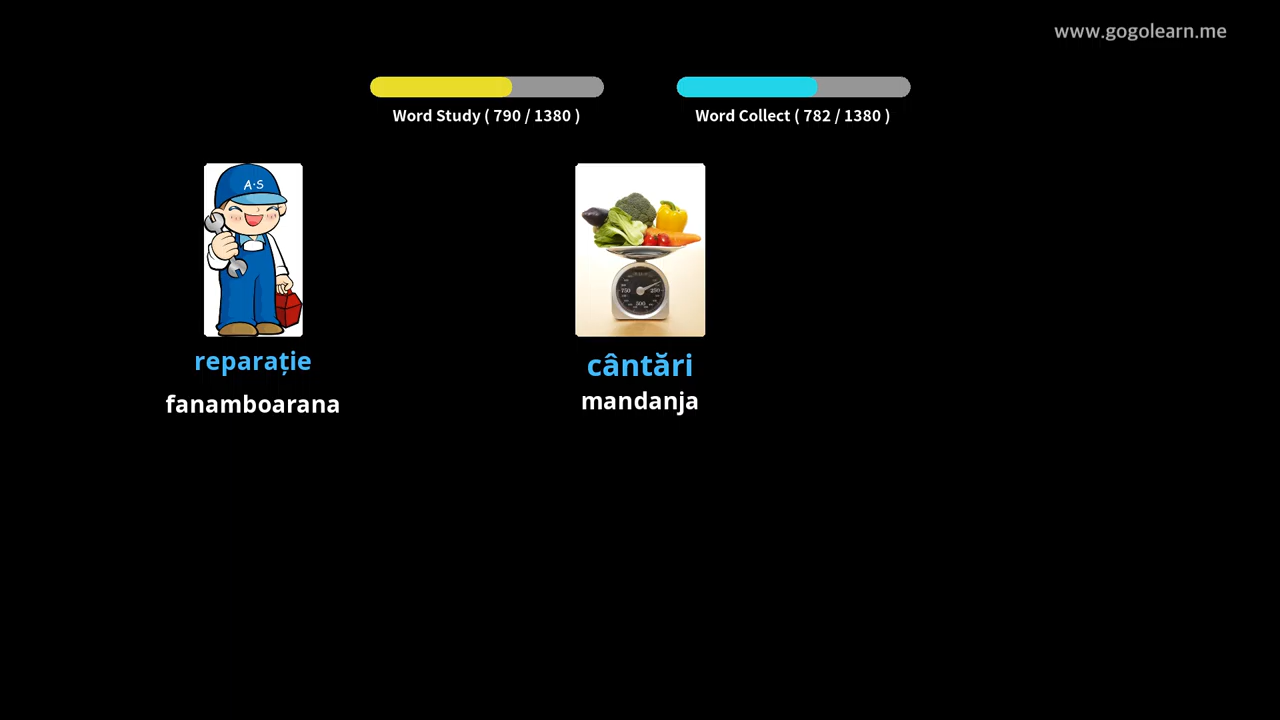 www.gogolearn.me
Word Study ( 790 / 1380 )
Word Collect ( 782 / 1380 )
A·S
reparație
fanamboarana
cântări
mandanja